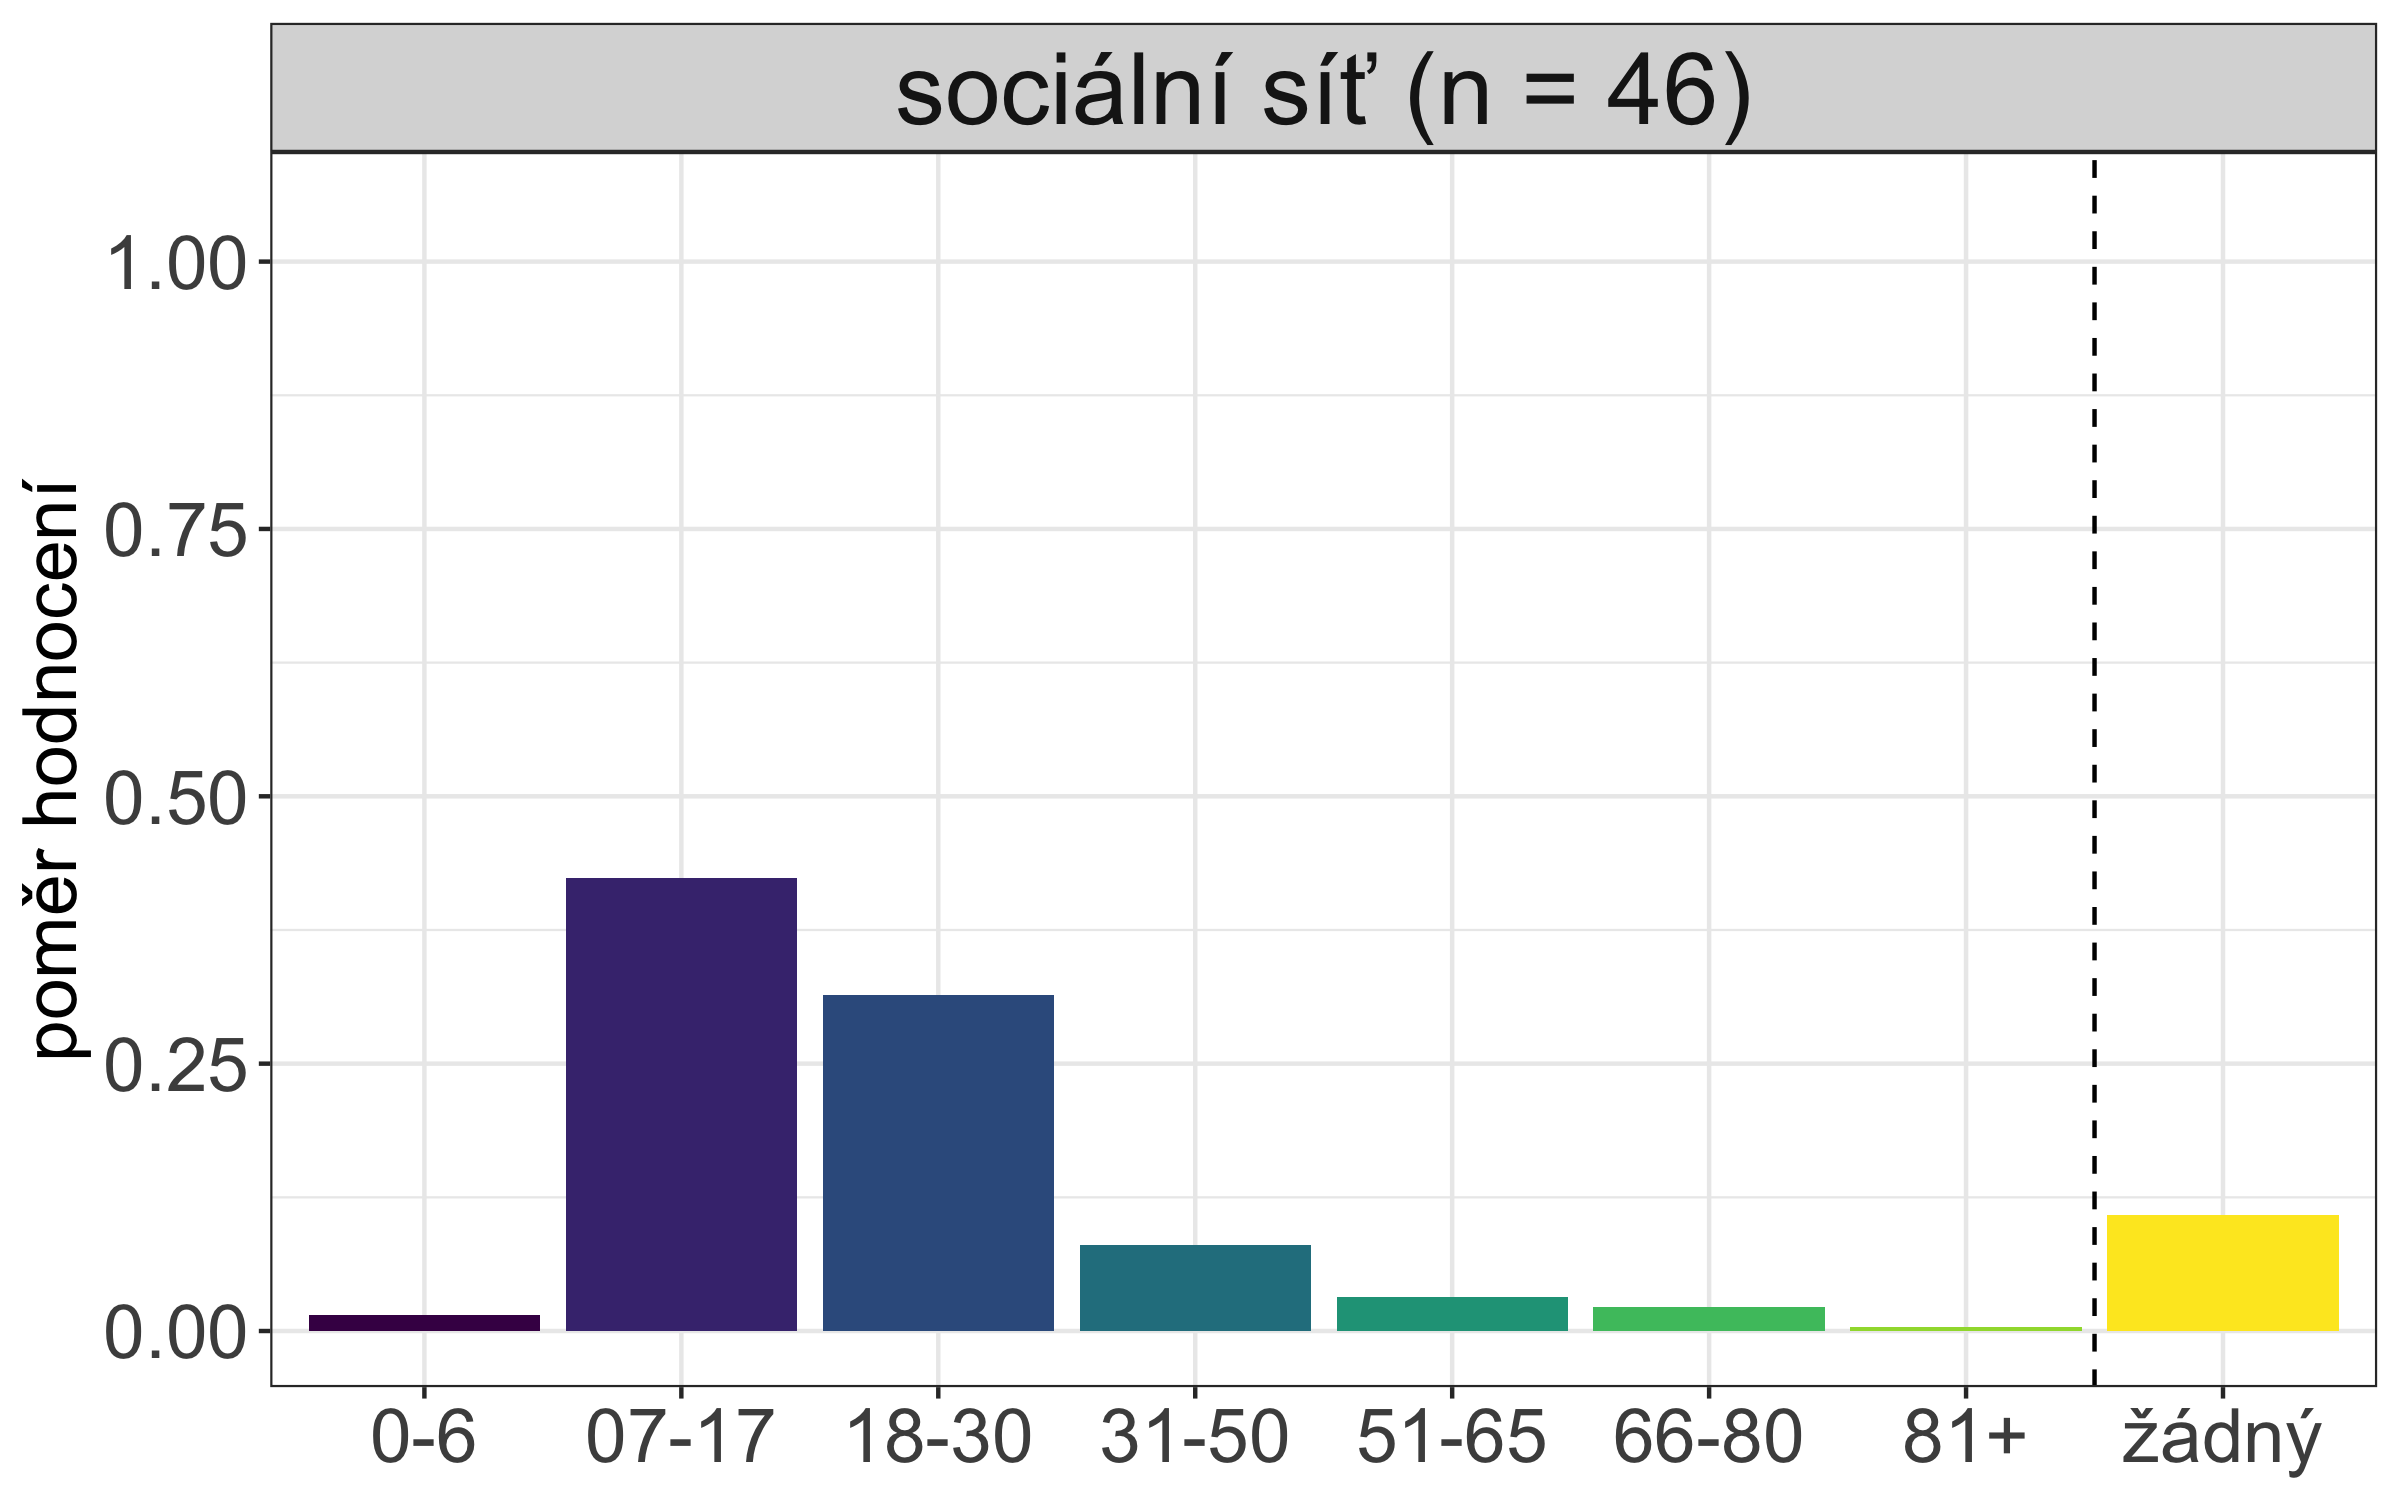 sociální síť (n = 46)
poměr hodnocení
1.00
0.75
0.50
0.25
0.00
0-6 07-17 18-30 31-50 51-65 66-80 81+ žádný